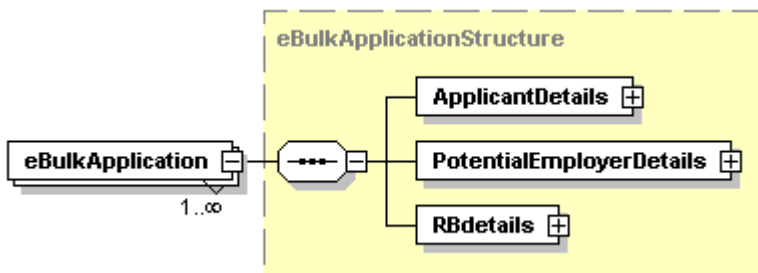 eBulkApplicationStructure
ApplicantDetails
eBulkApplication
PotentialEmployerDetails
1..∞
RBdetails